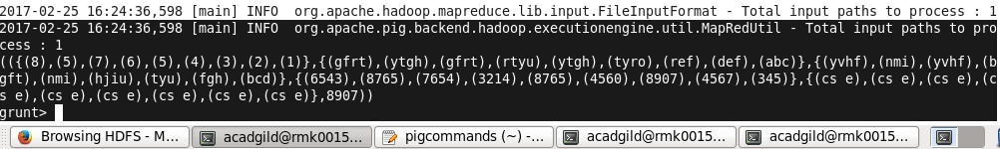 2017-02-25 16:24:36,598 [main] INFO  org.apache.hadoop.mapreduce.lib.input.FileInputFormat - Total input paths to process : 1
2017-02-25 16:24:36,598 [main] INFO  org.apache.pig.backend.hadoop.executionengine.util.MapRedUtil - Total input paths to pro
cess : 1
(({(8),(5),(7),(6),(5),(4),(3),(2),(1)},{(gfrt),(ytgh),(gfrt),(rtyu),(ytgh),(tyro),(ref),(def),(abc)},{(yvhf),(nmi),(yvhf),(b
gft),(nmi),(hjiu),(tyu),(fgh),(bcd)},{(6543),(8765),(7654),(3214),(8765),(4560),(8907),(4567),(345)},{(cs e),(cs e),(cs e),(c
s e),(cs e),(cs e),(cs e),(cs e),(cs e)},8907))
grunt>
Browsing HDFS - M... acadgild@rmk0015... pigcommands (~) -... acadgild@rmk0015... acadgild@rmk0015...